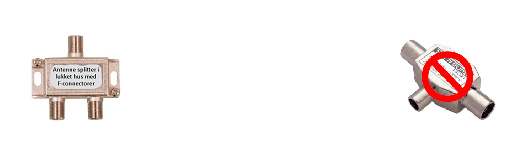 Antenne splitter i
lukket hus med
F-connectorer